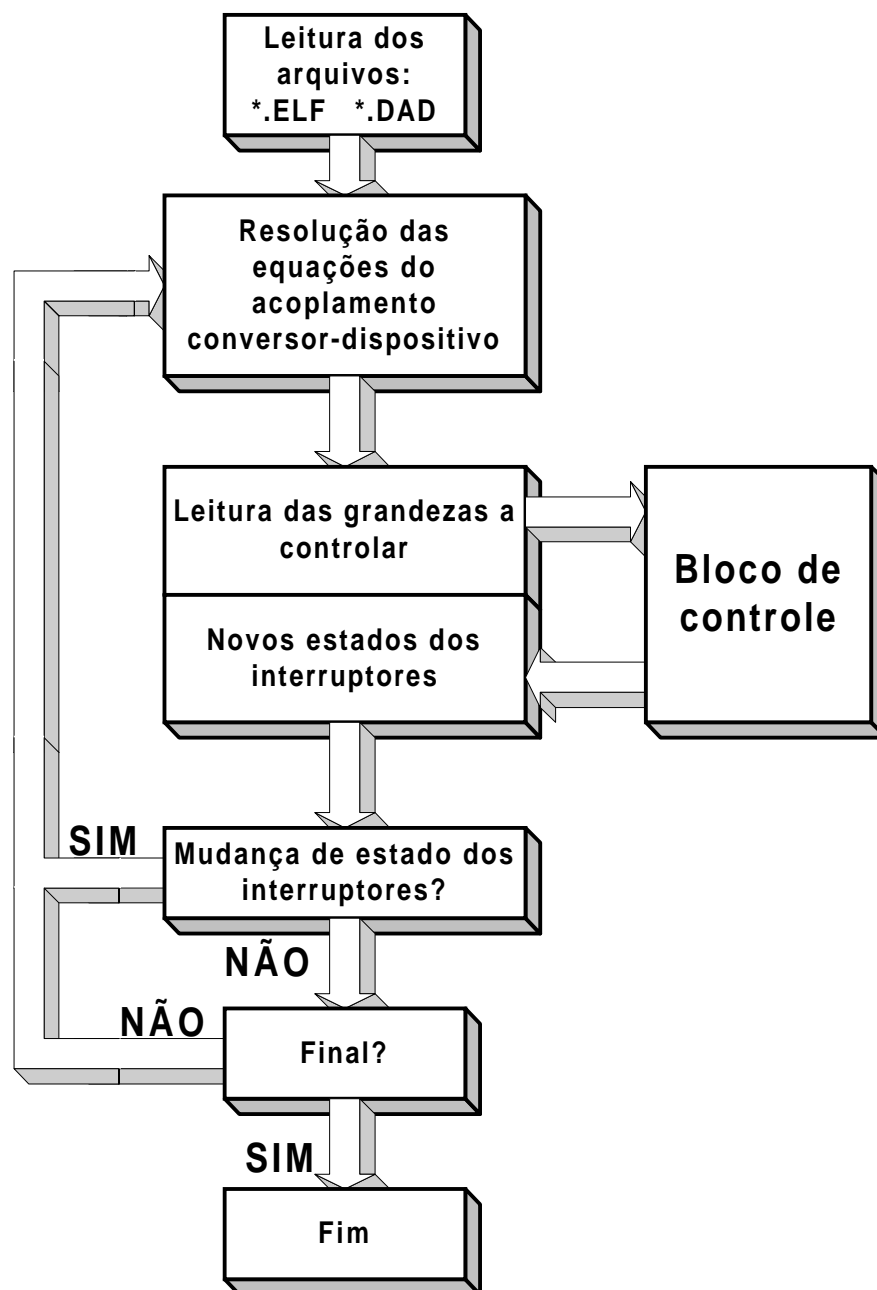 Leitura dos
arquivos:
*.ELF *.DAD
Resolução das
equações do
acoplamento
conversor-dispositivo
Leitura das grandezas a
controlar
Bloco de
controle
Novos estados dos
interruptores
SIM
Mudança de estado dos
interruptores?
NÃO
NÃO
Final?
SIM
Fim